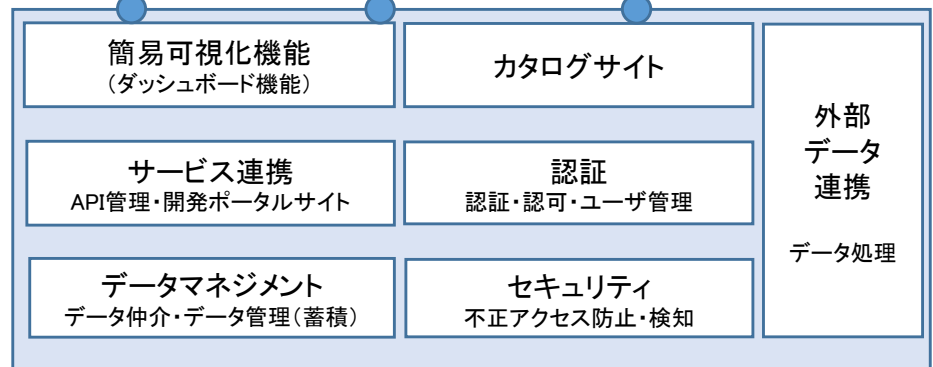 簡易可視化機能
（ダッシュボード機能）
カタログサイト
サービス連携
API管理・開発ポータルサイト
認証
認証・認可・ユーザ管理
データマネジメント
データ仲介・データ管理（蓄積）
セキュリティ
不正アクセス防止・検知
外部
データ
連携
データ処理